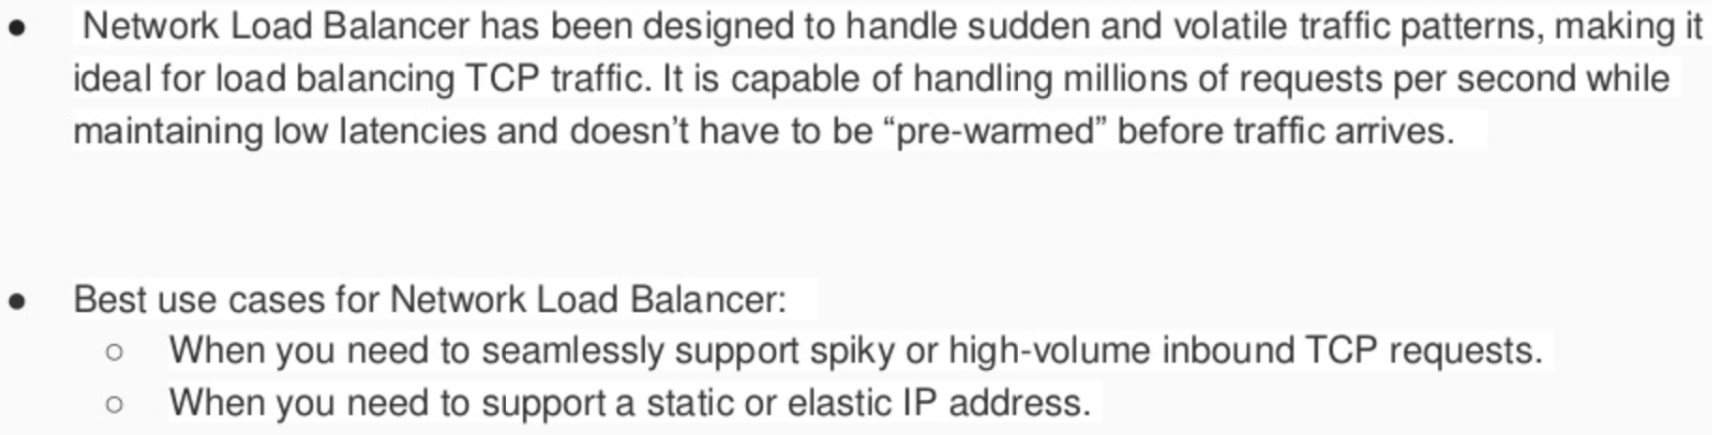 ● Network Load Balancer has been designed to handle sudden and volatile traffic patterns, making it
ideal for load balancing TCP traffic. It is capable of handling millions of requests per second while
maintaining low latencies and doesn’t have to be “pre-warmed” before traffic arrives.
● Best use cases for Network Load Balancer:
○ When you need to seamlessly support spiky or high-volume inbound TCP requests.
○ When you need to support a static or elastic IP address.